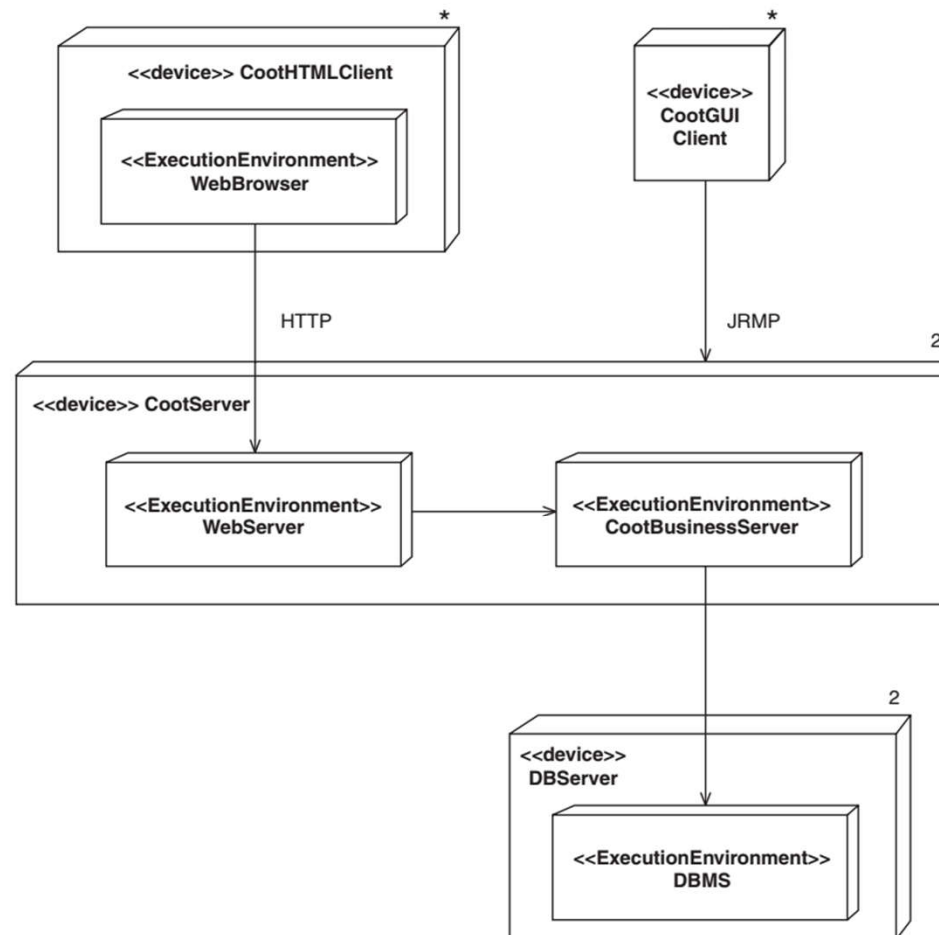 *
<<device>> CootHTMLClient
<<ExecutionEnvironment>>
WebBrowser
*
<<device>>
CootGUI
Client
HTTP
JRMP
2
<<device>> CootServer
<<ExecutionEnvironment>>
WebServer
<<ExecutionEnvironment>>
CootBusinessServer
2
<<device>>
DBServer
<<ExecutionEnvironment>>
DBMS